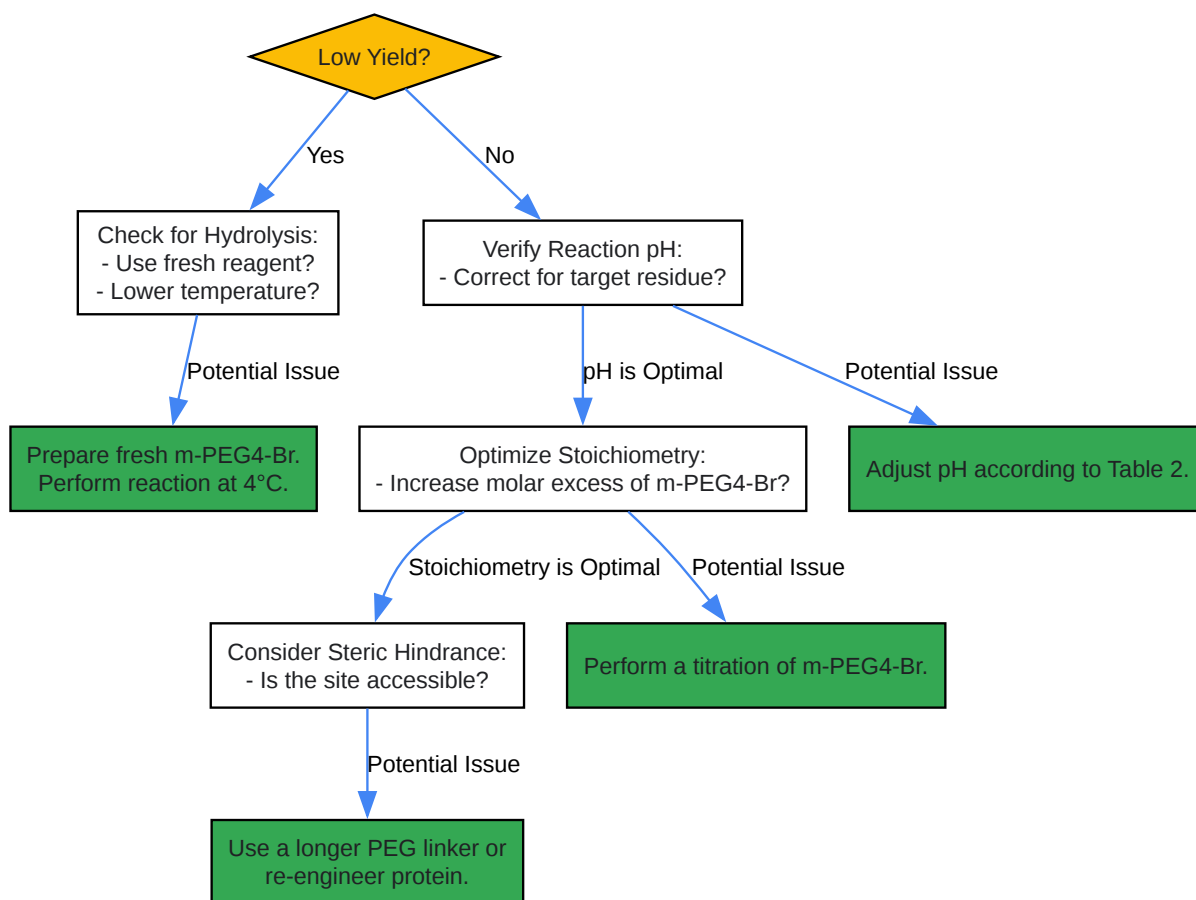 Low Yield?
Yes
No
Check for Hydrolysis:
- Use fresh reagent?
- Lower temperature?
Verify Reaction pH:
- Correct for target residue?
Potential Issue
pH is Optimal
Potential Issue
Prepare fresh m-PEG4-Br.
Perform reaction at 4°C.
Optimize Stoichiometry:
- Increase molar excess of m-PEG4-Br?
Adjust pH according to Table 2.
Stoichiometry is Optimal
Potential Issue
Consider Steric Hindrance:
- Is the site accessible?
Perform a titration of m-PEG4-Br.
Potential Issue
Use a longer PEG linker or
re-engineer protein.